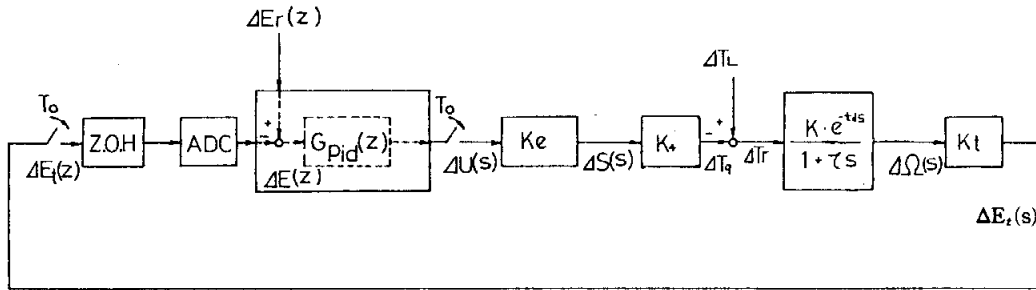 ΔEr(z)
To
ΔEt(z)
Z.O.H
ADC
+
-
ΔE(z)
Gpid(z)
To
ΔU(s)
Ke
ΔS(s)
K+
ΔTL
- +
ΔTq
ΔTr
K·e^-tds
1+τs
ΔΩ(s)
Kt
ΔEt(s)